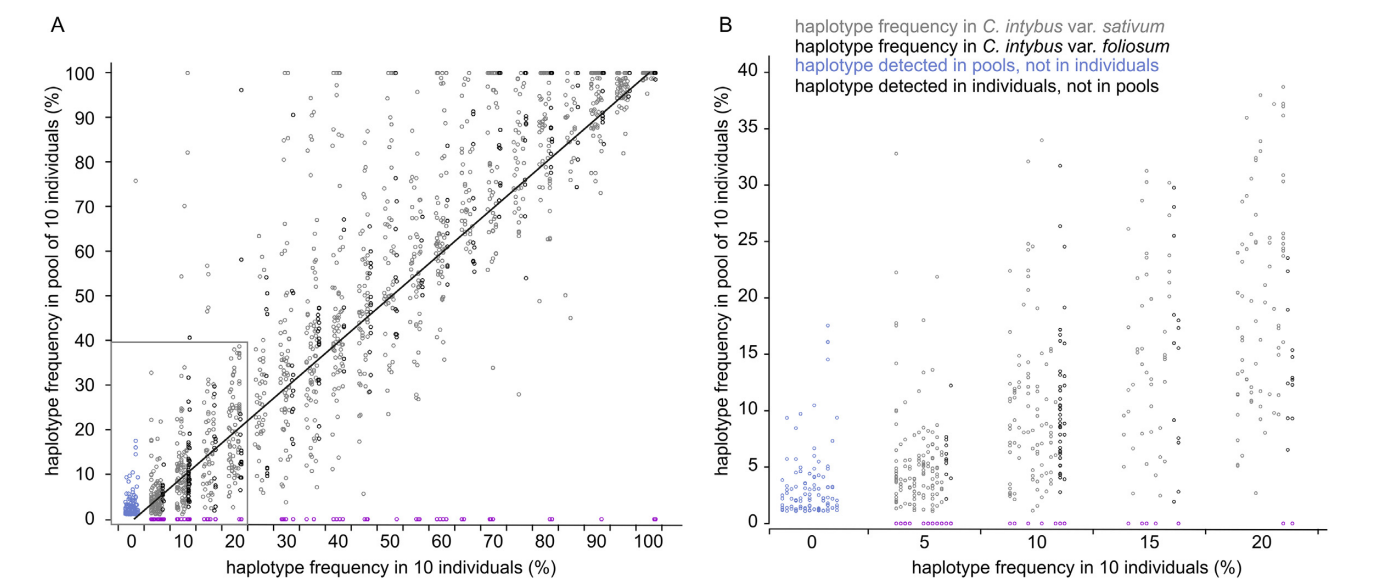 A
haplotype frequency in pool of 10 individuals (%)
100
90
80
70
60
50
40
30
20
10
0
0 10 20 30 40 50 60 70 80 90 100
haplotype frequency in 10 individuals (%)
B
haplotype frequency in C. intybus var. sativum
haplotype frequency in C. intybus var. foliosum
haplotype detected in pools, not in individuals
haplotype detected in individuals, not in pools
haplotype frequency in pool of 10 individuals (%)
40
35
30
25
20
15
10
5
0
0 5 10 15 20
haplotype frequency in 10 individuals (%)